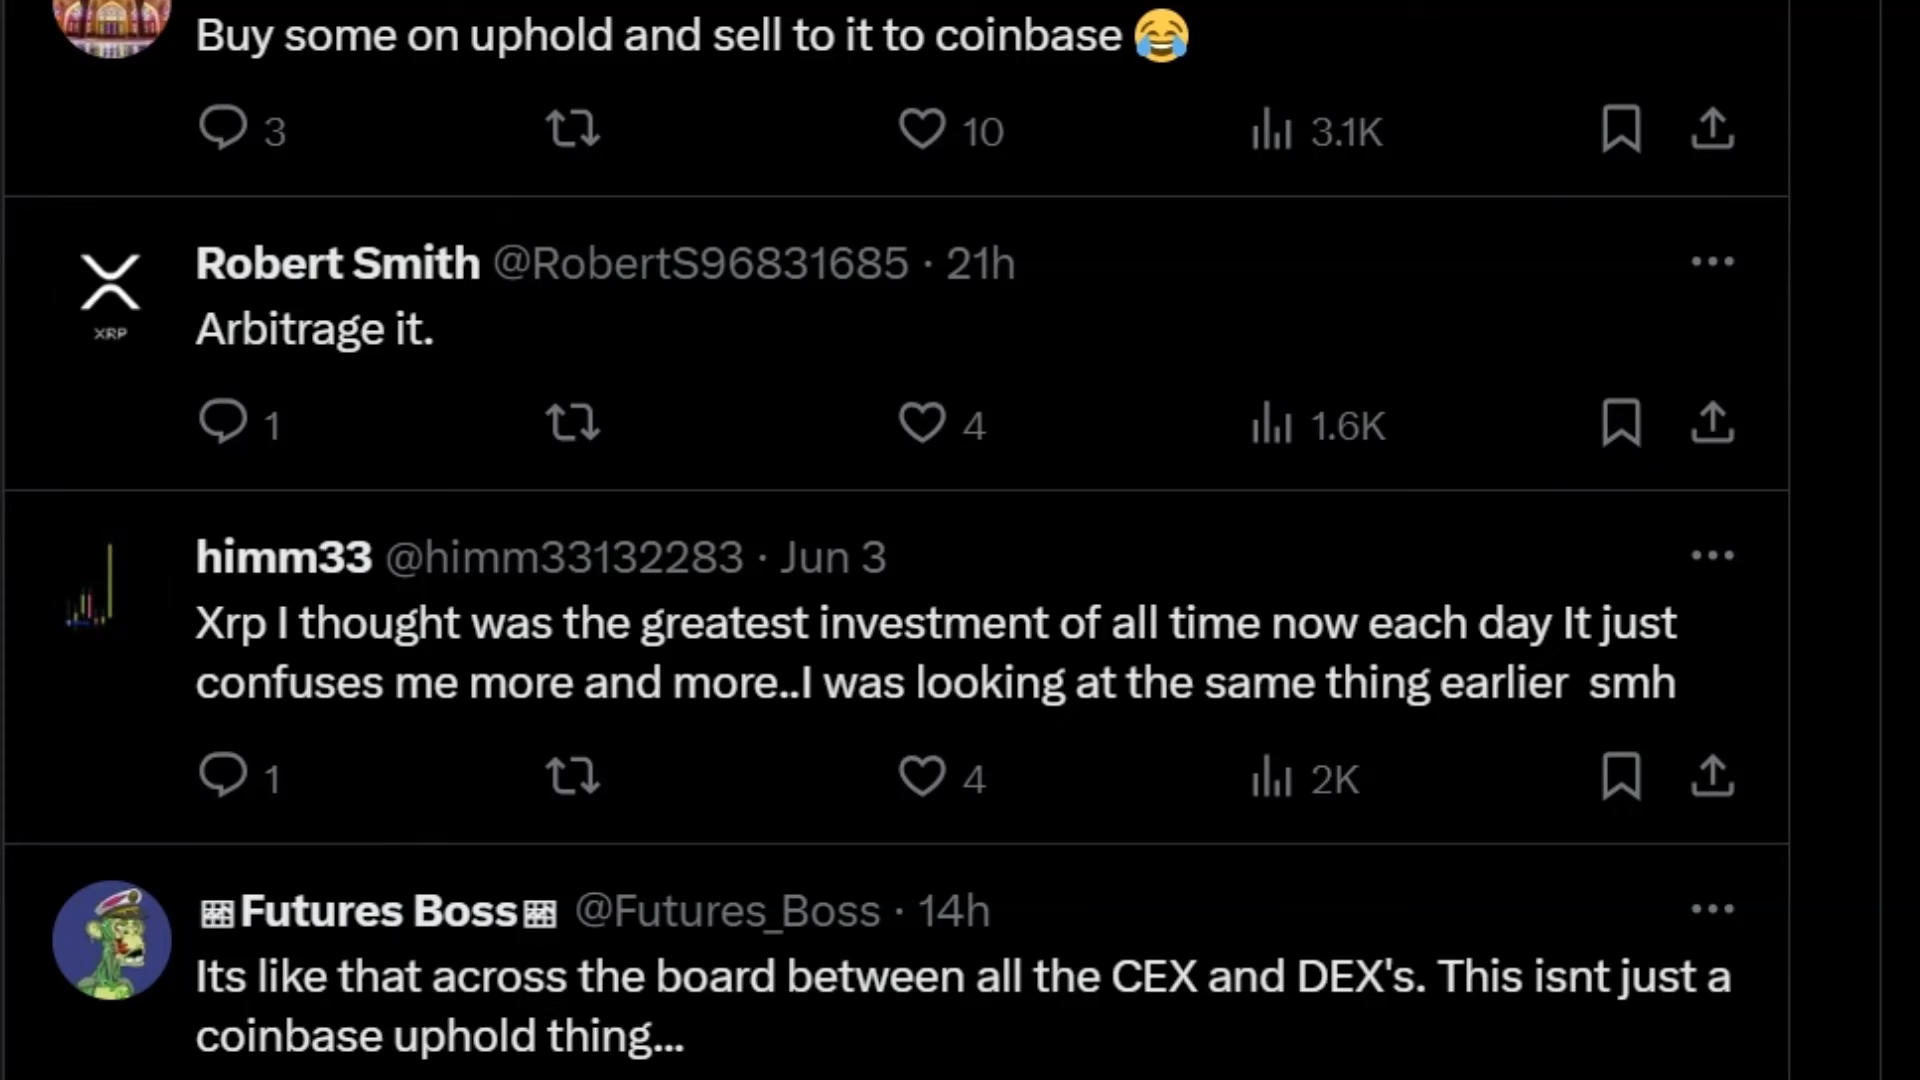 Buy some on uphold and sell to it to coinbase 😂
3 10 3.1K
Robert Smith @RobertS96831685 · 21h
XRP
Arbitrage it.
1 4 1.6K
himm33 @himm33132283 · Jun 3
Xrp I thought was the greatest investment of all time now each day It just
confuses me more and more..I was looking at the same thing earlier  smh
1 4 2K
Futures Boss @Futures_Boss · 14h
Its like that across the board between all the CEX and DEX's. This isnt just a
coinbase uphold thing...